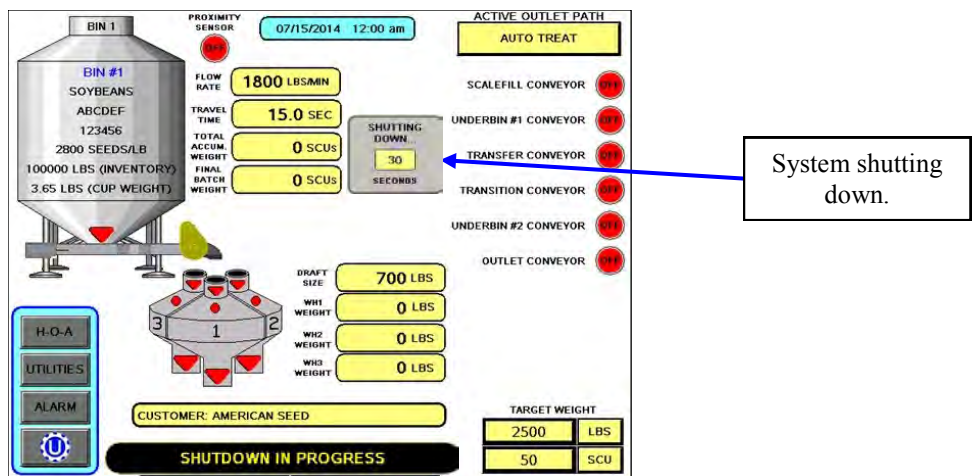 BIN 1
PROXIMITY
SENSOR
OFF
07/15/2014 12:00 am
ACTIVE OUTLET PATH
AUTO TREAT
BIN #1
SOYBEANS
ABCDEF
123456
2800 SEEDS/LB
100000 LBS (INVENTORY)
3.65 LBS (CUP WEIGHT)
FLOW
RATE
1800 LBS/MIN
TRAVEL
TIME
15.0 SEC
TOTAL
ACCUM.
WEIGHT
0 SCUs
FINAL
BATCH
WEIGHT
0 SCUs
SHUTTING
DOWN...
30
SECONDS
SCALEFILL CONVEYOR OFF
UNDERBIN #1 CONVEYOR OFF
TRANSFER CONVEYOR OFF
TRANSITION CONVEYOR OFF
UNDERBIN #2 CONVEYOR OFF
OUTLET CONVEYOR OFF
System shutting
down.
3 1 2
DRAFT
SIZE
700 LBS
WH1
WEIGHT
0 LBS
WH2
WEIGHT
0 LBS
WH3
WEIGHT
0 LBS
H-O-A
UTILITIES
ALARM
U
CUSTOMER: AMERICAN SEED
SHUTDOWN IN PROGRESS
TARGET WEIGHT
2500 LBS
50 SCU